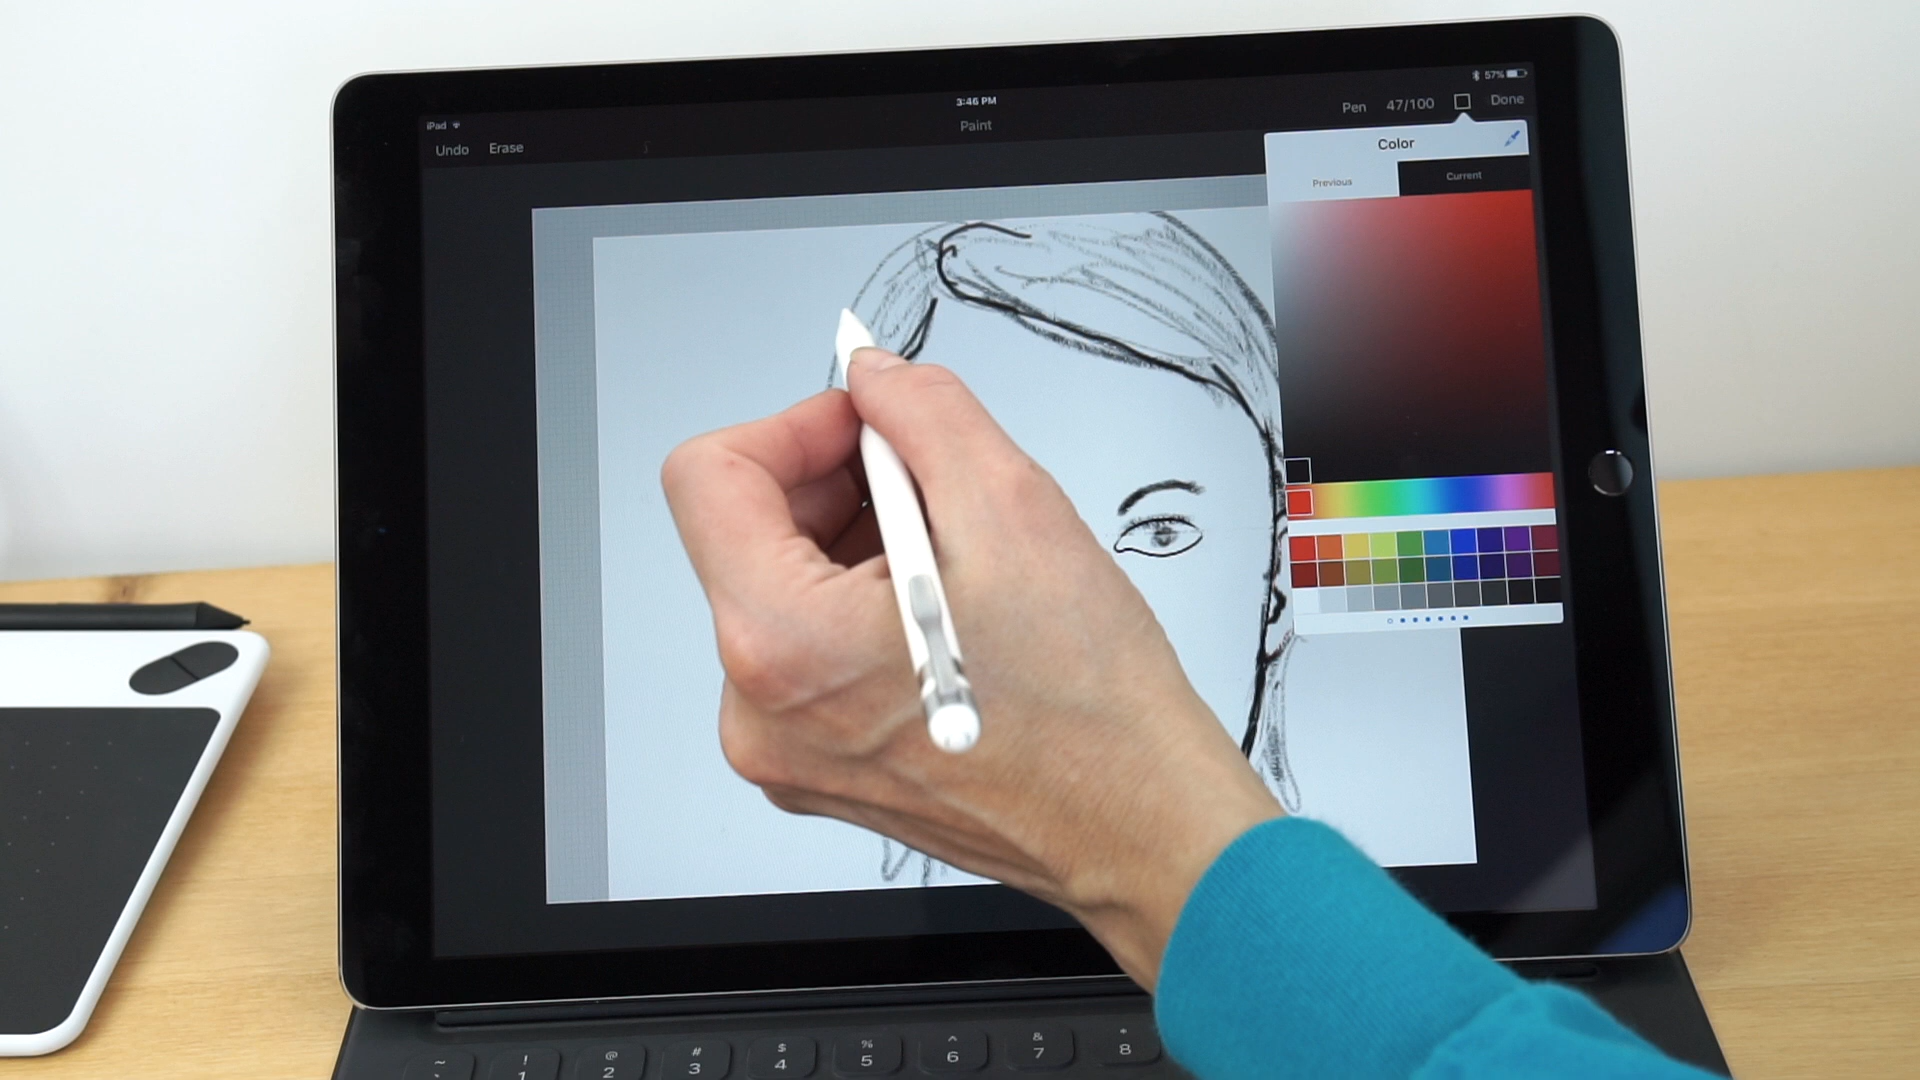 3:46 PM
57%
iPad
Paint
Pen 47/100 Done
Undo Erase
Color
Previous Current
~ ! @ # $ % ^ & *
` 1 2 3 4 5 6 7 8